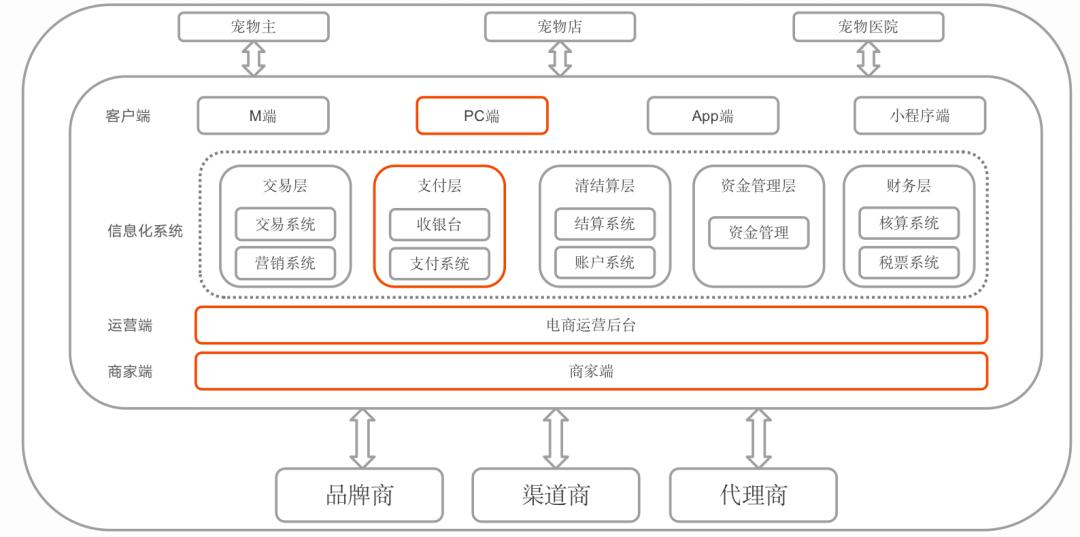 宠物主 宠物店 宠物医院
客户端 M端 PC端 App端 小程序端
交易层 支付层 清结算层 资金管理层 财务层
交易系统 收银台 结算系统 资金管理 核算系统
信息化系统
营销系统 支付系统 账户系统 税票系统
运营端 电商运营后台
商家端 商家端
品牌商 渠道商 代理商